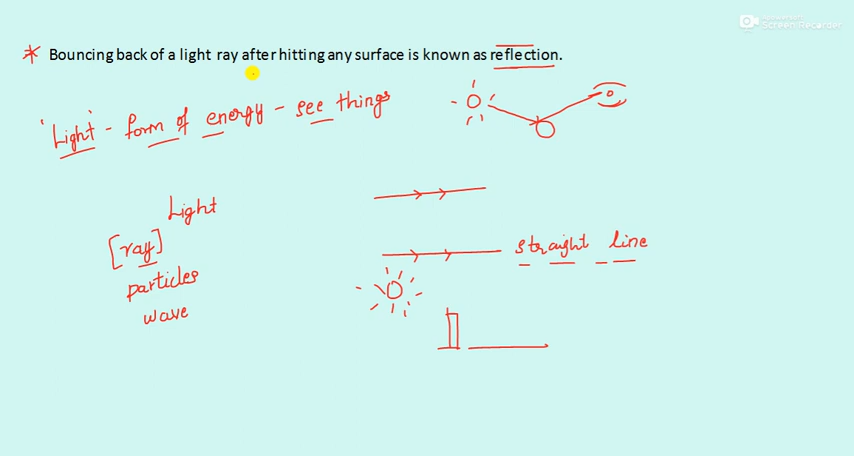 * Bouncing back of a light ray after hitting any surface is known as reflection.
'Light' - form of energy - see things
Light
[ray]
particles
wave
straight line
ScreenRecorder